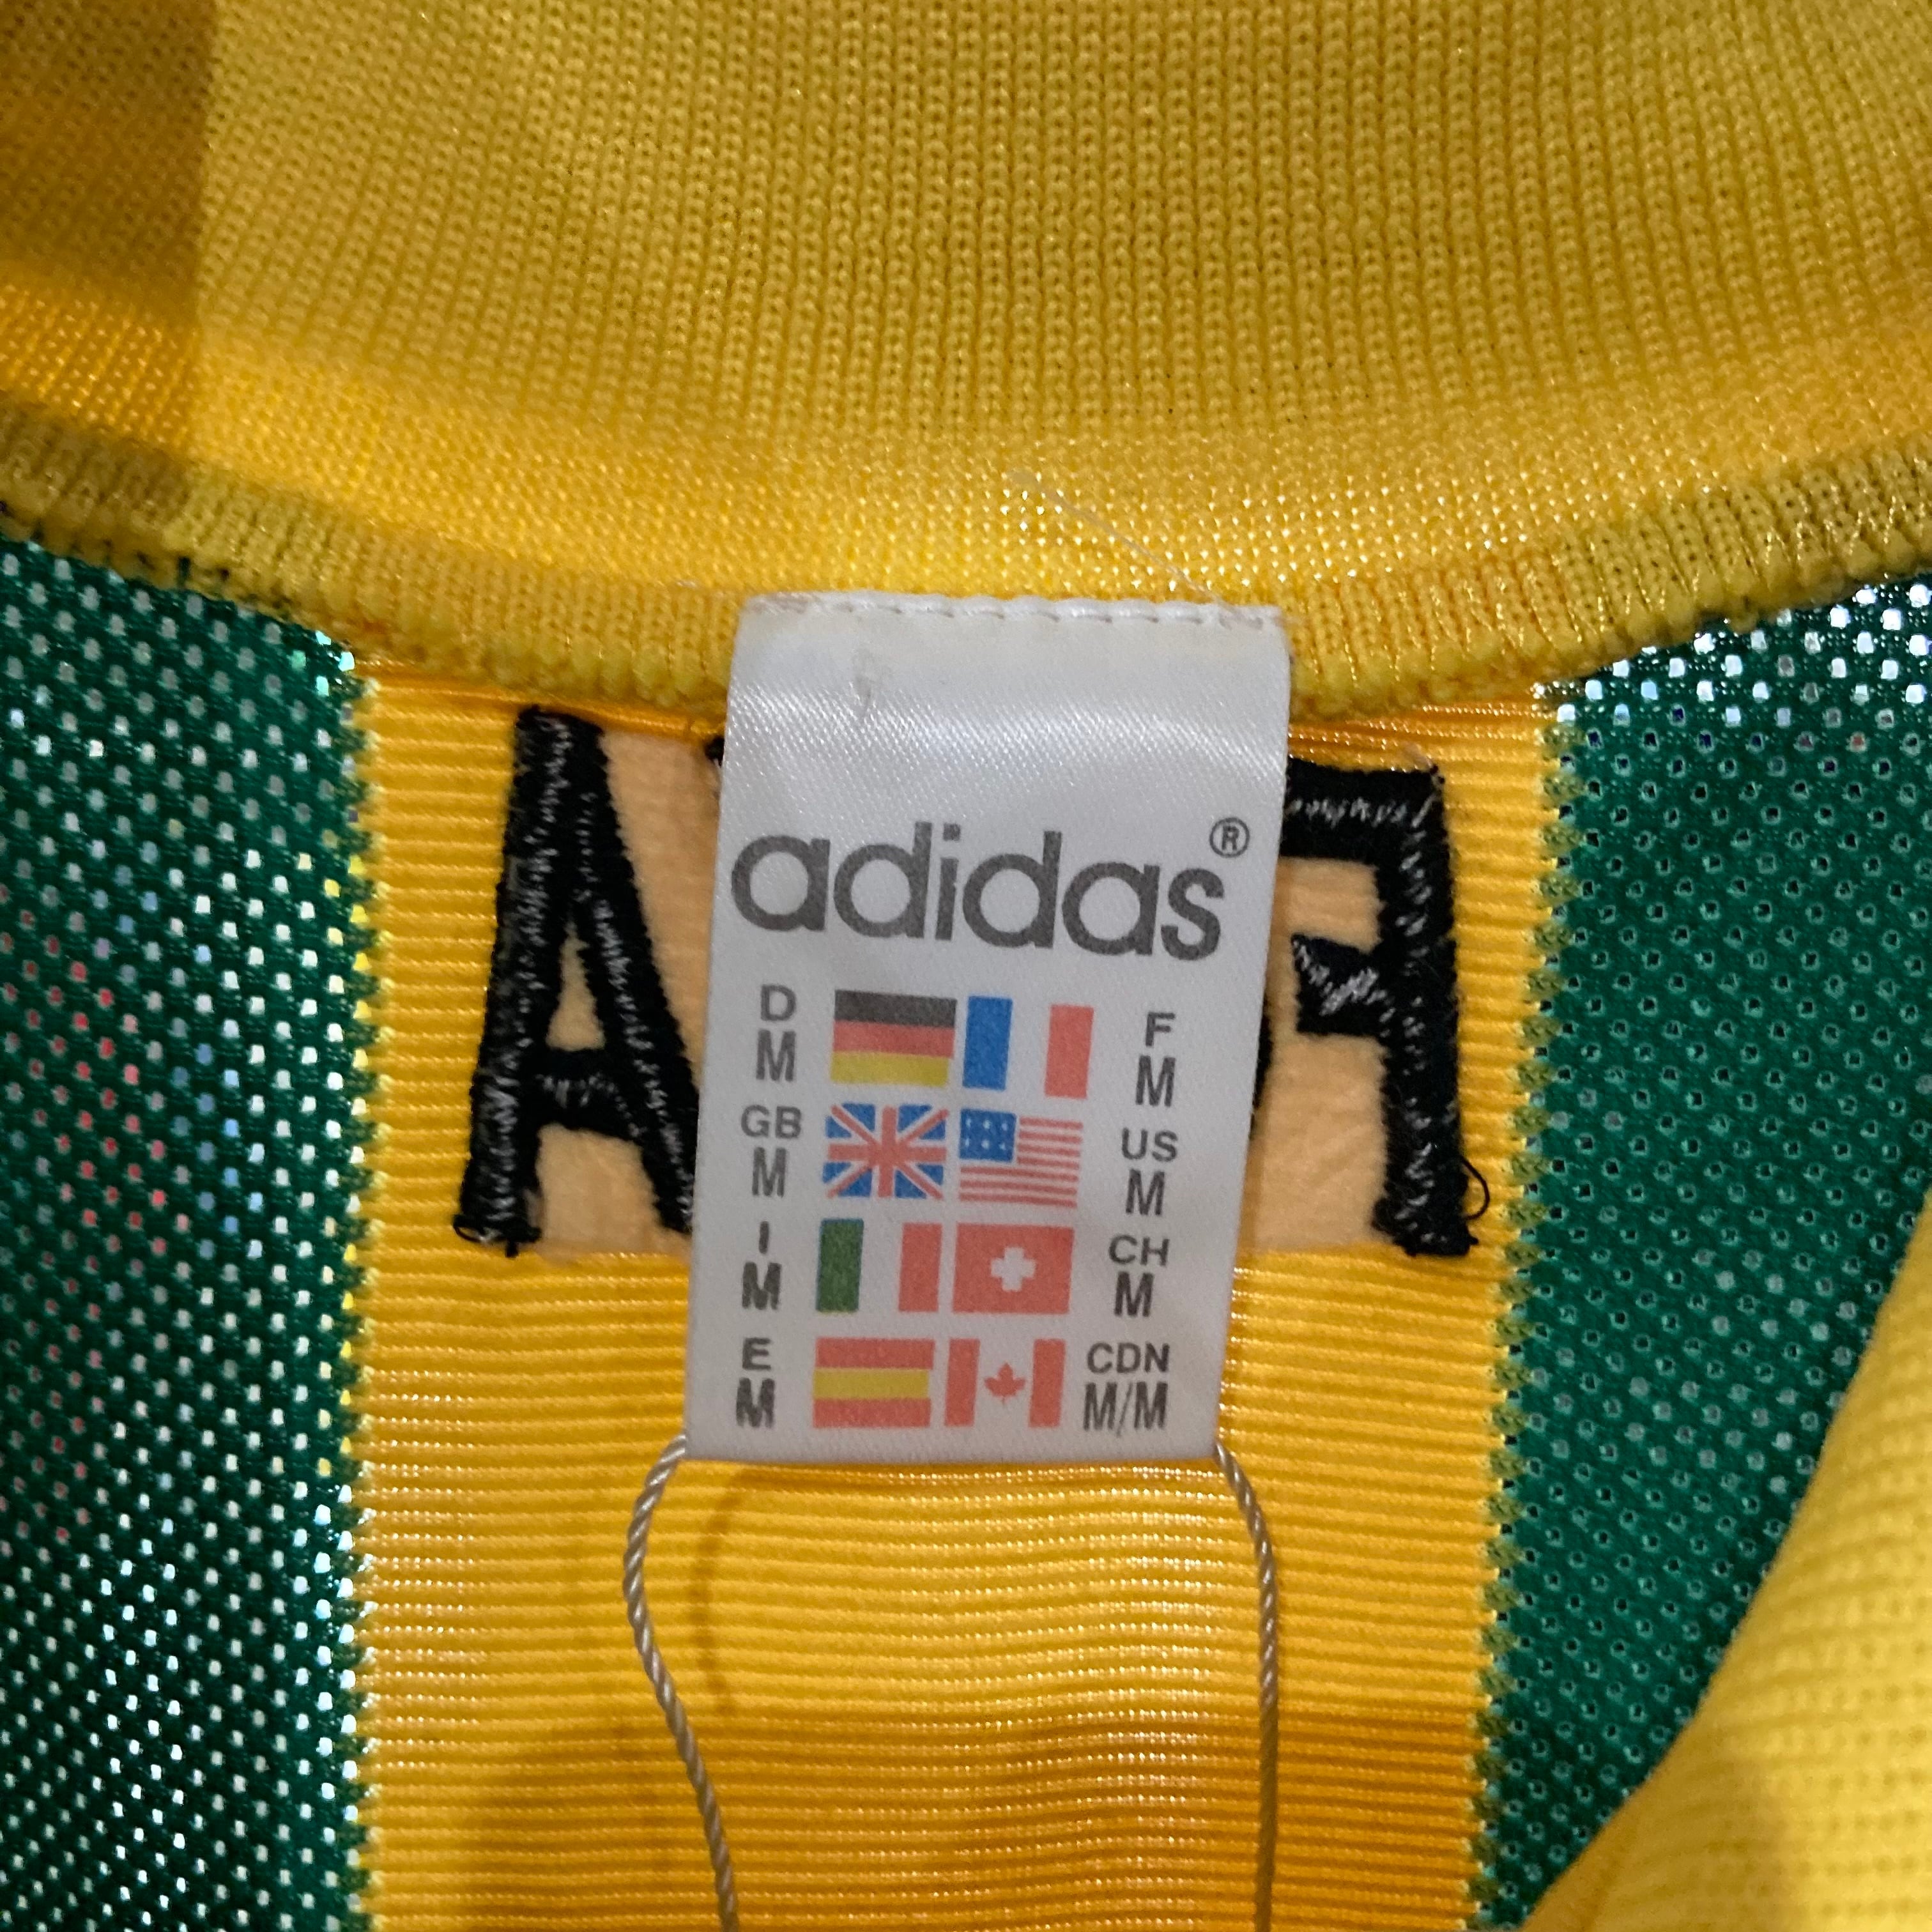 adidas®
D F
M M
GB US
M M
I CH
M M
E CDN
M M/M